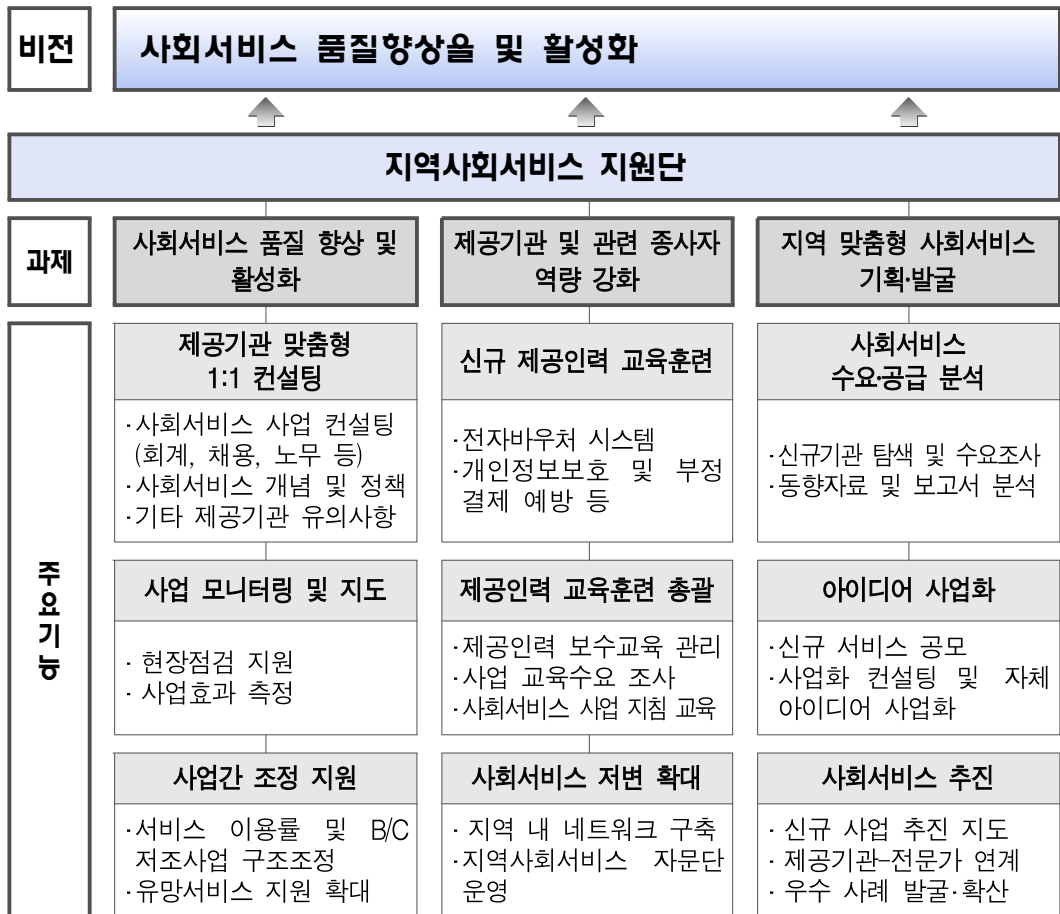 비전
사회서비스 품질향상을 및 활성화
지역사회서비스 지원단
과제
사회서비스 품질 향상 및
활성화
제공기관 및 관련 종사자
역량 강화
지역 맞춤형 사회서비스
기획·발굴
주요기능
제공기관 맞춤형
1:1 컨설팅
·사회서비스 사업 컨설팅
(회계, 채용, 노무 등)
·사회서비스 개념 및 정책
·기타 제공기관 유의사항
신규 제공인력 교육훈련
·전자바우처 시스템
·개인정보보호 및 부정
결제 예방 등
사회서비스
수요·공급 분석
·신규기관 탐색 및 수요조사
·동향자료 및 보고서 분석
사업 모니터링 및 지도
· 현장점검 지원
· 사업효과 측정
제공인력 교육훈련 총괄
·제공인력 보수교육 관리
·사업 교육수요 조사
·사회서비스 사업 지침 교육
아이디어 사업화
·신규 서비스 공모
·사업화 컨설팅 및 자체
아이디어 사업화
사업간 조정 지원
·서비스 이용률 및 B/C
저조사업 구조조정
·유망서비스 지원 확대
사회서비스 저변 확대
· 지역 내 네트워크 구축
·지역사회서비스 자문단
운영
사회서비스 추진
· 신규 사업 추진 지도
· 제공기관–전문가 연계
· 우수 사례 발굴·확산